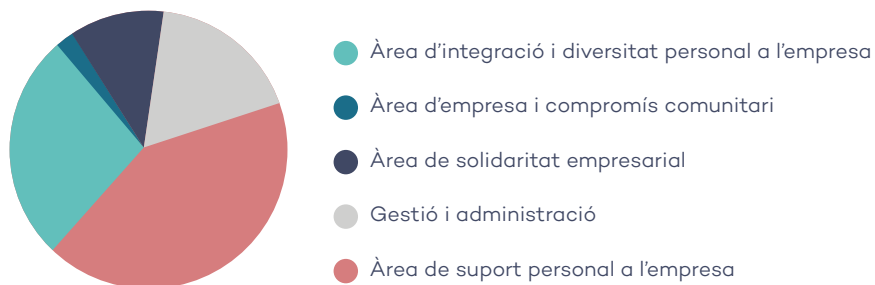 Àrea d’integració i diversitat personal a l’empresa
Àrea d’empresa i compromís comunitari
Àrea de solidaritat empresarial
Gestió i administració
Àrea de suport personal a l’empresa